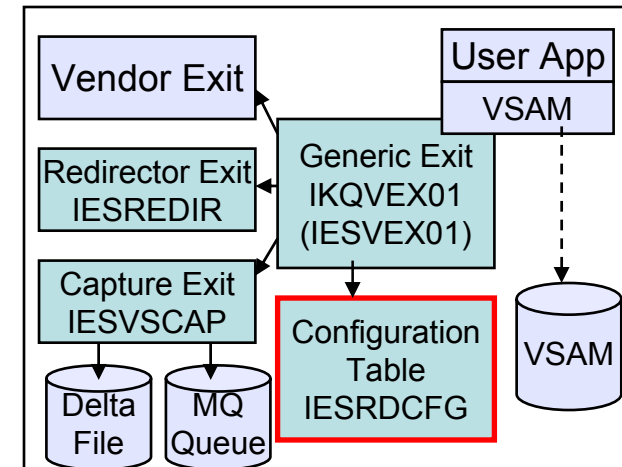 Vendor Exit
User App
VSAM
Generic Exit
IKQVEX01
(IESVEX01)
Redirector Exit
IESREDIR
Capture Exit
IESVSCAP
Configuration
Table
IESRDCFG
VSAM
Delta
File
MQ
Queue